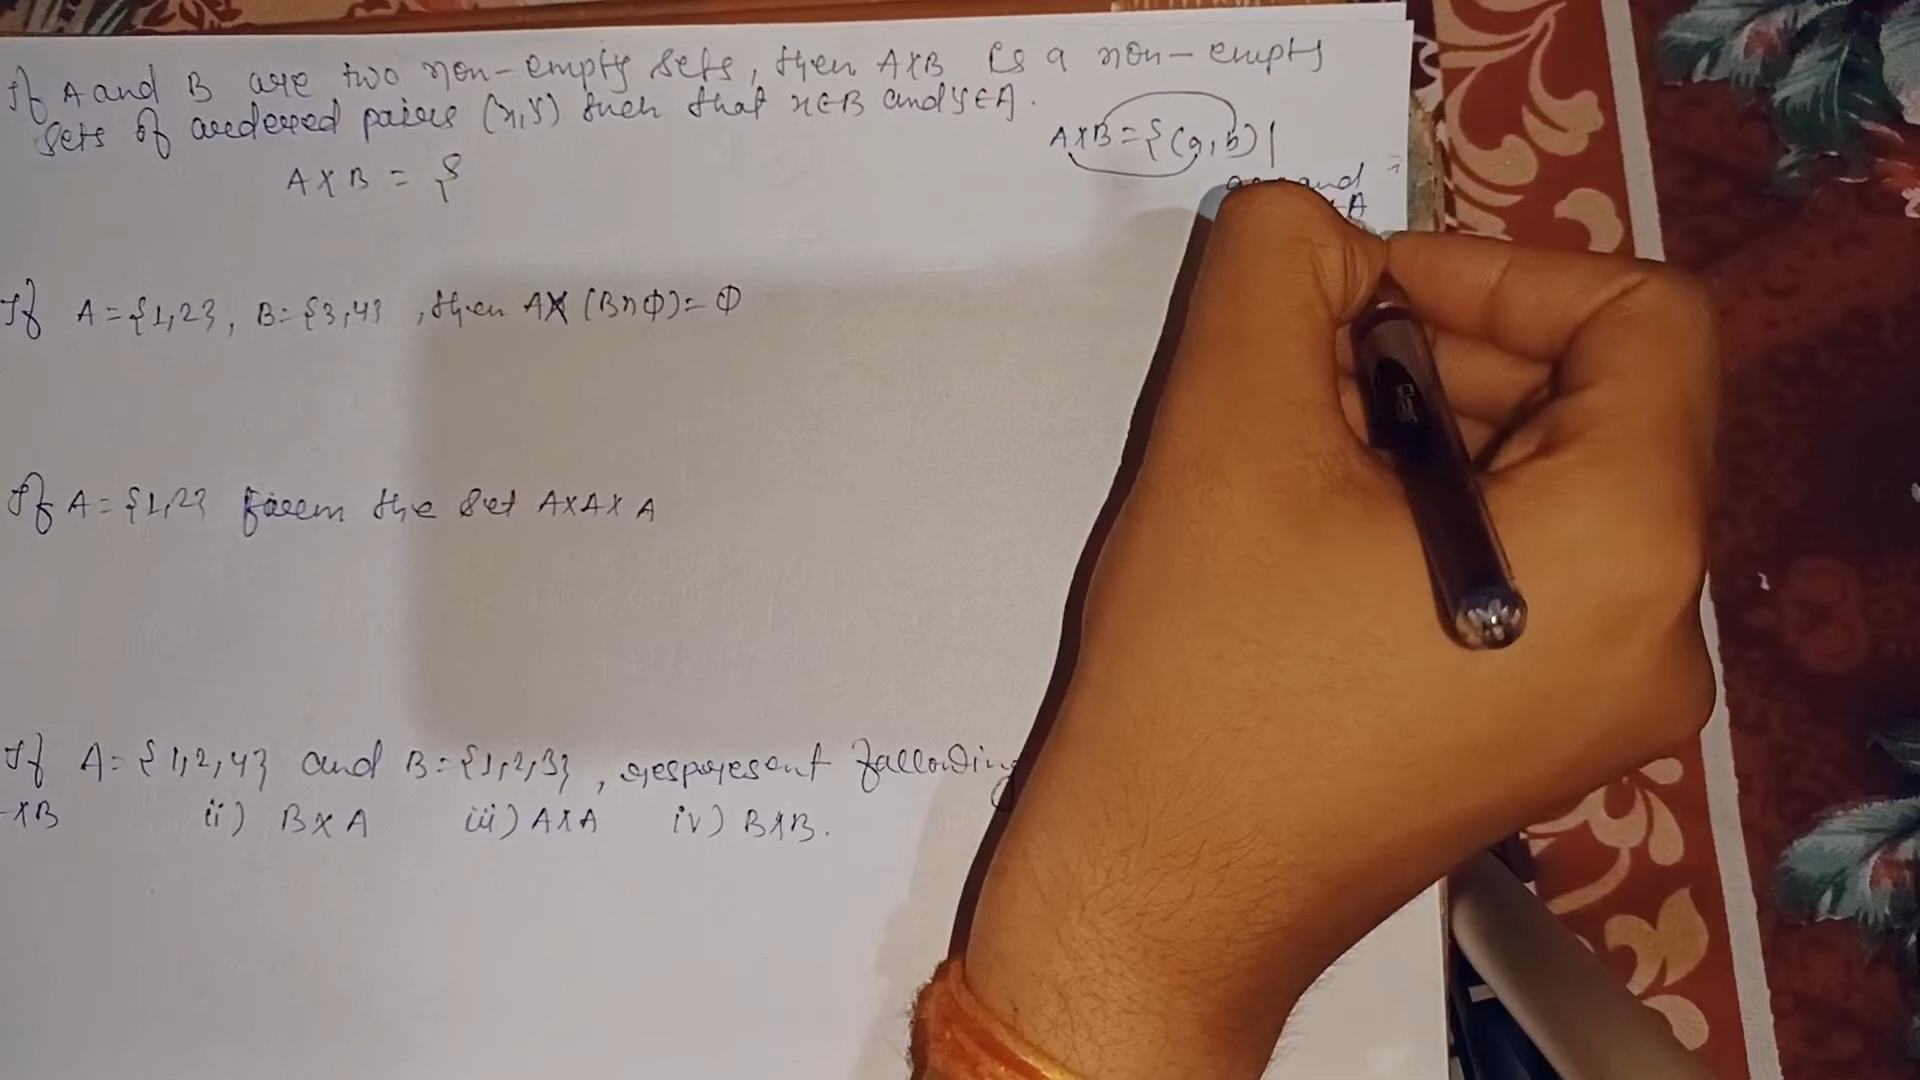 If A and B are two non-empty sets, then A×B is a non-empty
sets of ordered pairs (x,y) such that x∈B and y∈A.
A×B = {(a,b)|
and
A
A×B = {
If A={1,2}, B={3,4}, then A×(B∩ϕ)=ϕ
If A={1,2} form the set A×A×A
If A={1,2,4} and B={1,2,3}, represent following
×B ii) B×A iii) A×A iv) B×B.